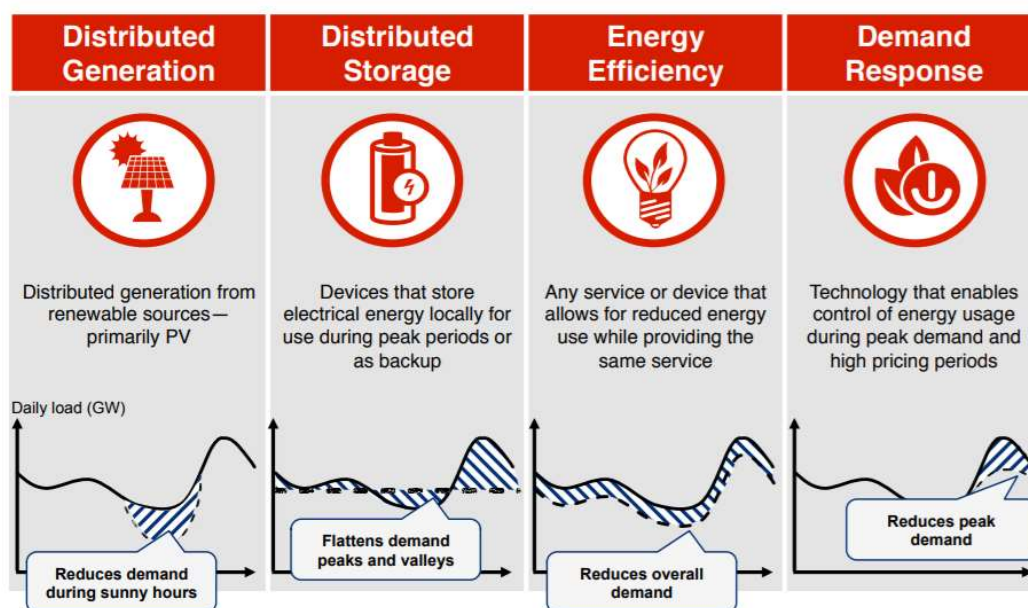 Distributed
Generation
Distributed
Storage
Energy
Efficiency
Demand
Response
Distributed generation from
renewable sources—
primarily PV
Devices that store
electrical energy locally for
use during peak periods or
as backup
Any service or device that
allows for reduced energy
use while providing the
same service
Technology that enables
control of energy usage
during peak demand and
high pricing periods
Daily load (GW)
Reduces demand
during sunny hours
Flattens demand
peaks and valleys
Reduces overall
demand
Reduces peak
demand